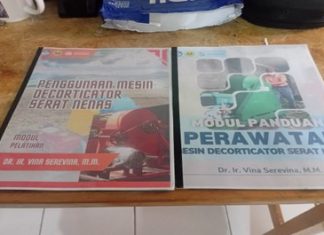 PENGGUNAAN MESIN
DECORTICATOR
SERAT NENAS
MODUL
PELATIHAN
DR. IR. VINA SEREVINA, M.M.
MODUL PANDUAN
PERAWATA
ESIN DECORTICATOR SERAT
Dr. Ir. Vina Serevina, M.M.